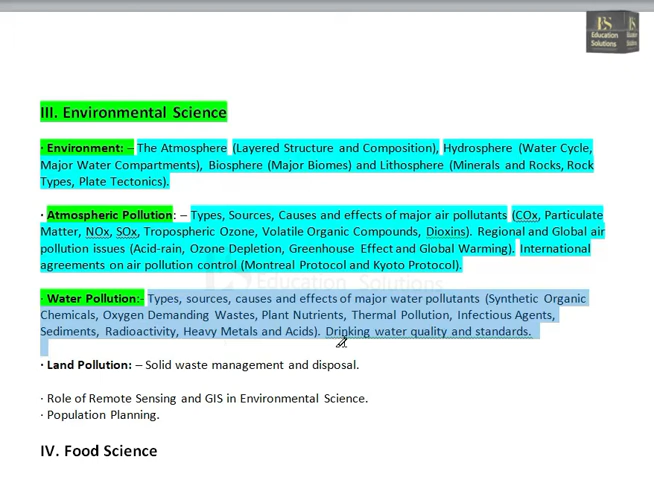 ES
Education
Solutions
III. Environmental Science
· Environment: – The Atmosphere (Layered Structure and Composition), Hydrosphere (Water Cycle,
Major Water Compartments), Biosphere (Major Biomes) and Lithosphere (Minerals and Rocks, Rock
Types, Plate Tectonics).
· Atmospheric Pollution: – Types, Sources, Causes and effects of major air pollutants (COx, Particulate
Matter, NOx, SOx, Tropospheric Ozone, Volatile Organic Compounds, Dioxins). Regional and Global air
pollution issues (Acid-rain, Ozone Depletion, Greenhouse Effect and Global Warming). International
agreements on air pollution control (Montreal Protocol and Kyoto Protocol).
Education Solutions
· Water Pollution:- Types, sources, causes and effects of major water pollutants (Synthetic Organic
Chemicals, Oxygen Demanding Wastes, Plant Nutrients, Thermal Pollution, Infectious Agents,
Sediments, Radioactivity, Heavy Metals and Acids). Drinking water quality and standards.
· Land Pollution: – Solid waste management and disposal.
· Role of Remote Sensing and GIS in Environmental Science.
· Population Planning.
IV. Food Science